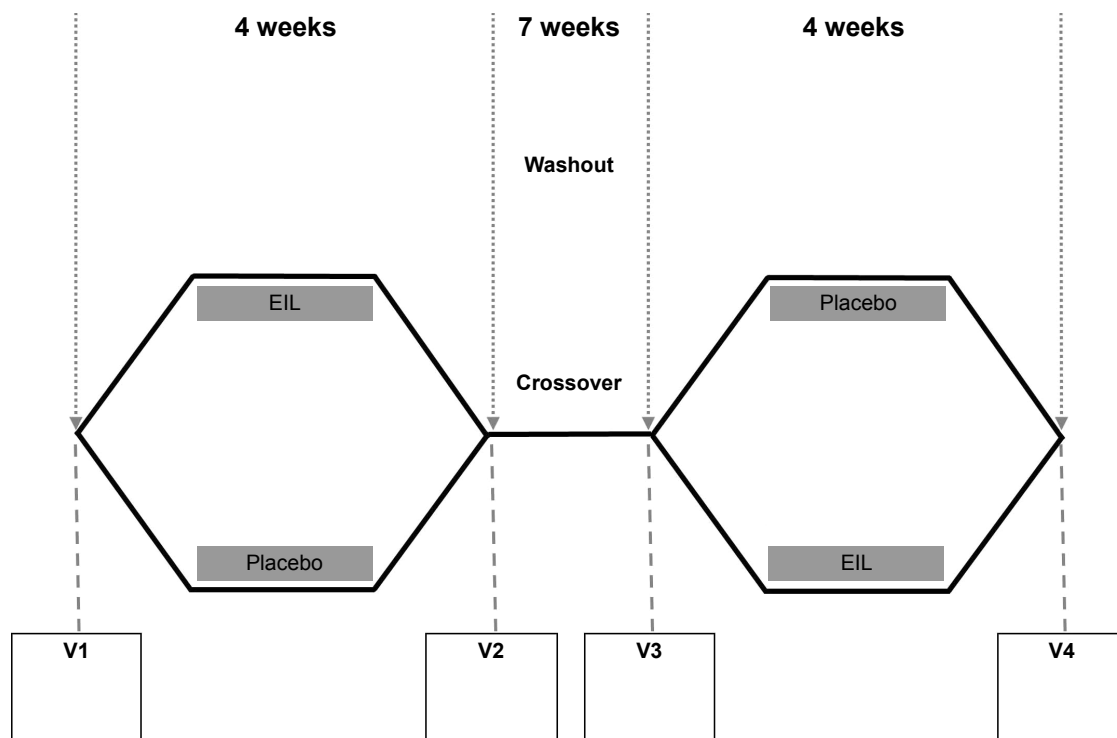 4 weeks 7 weeks 4 weeks
Washout
EIL Placebo
Crossover
Placebo EIL
V1 V2 V3 V4